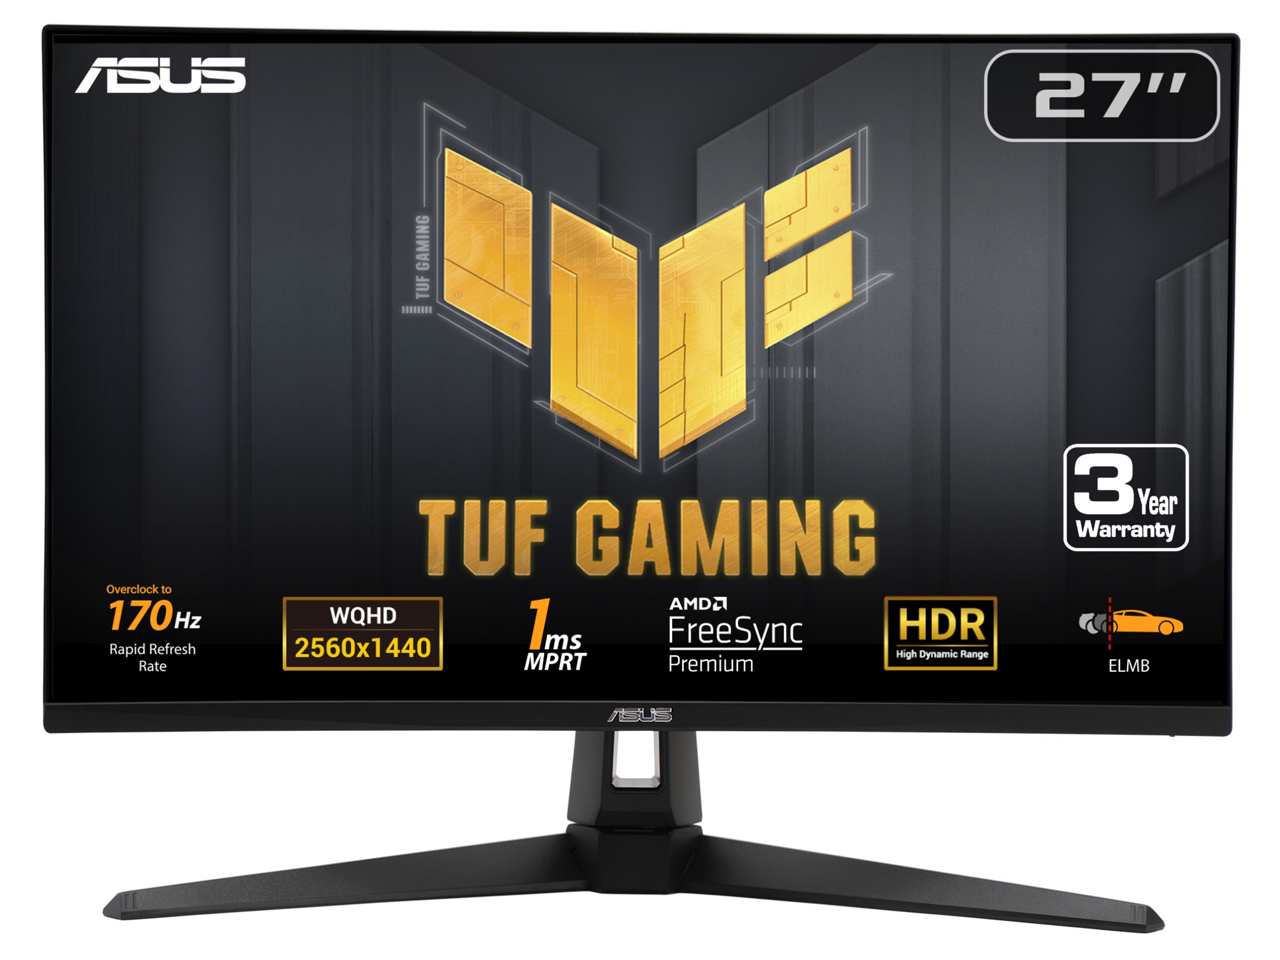 ASUS
27"
TUF GAMING
TUF GAMING
3 Year
Warranty
Overclock to
170Hz
Rapid Refresh
Rate
WQHD
2560x1440
1ms
MPRT
AMD
FreeSync
Premium
HDR
High Dynamic Range
ELMB
ASUS